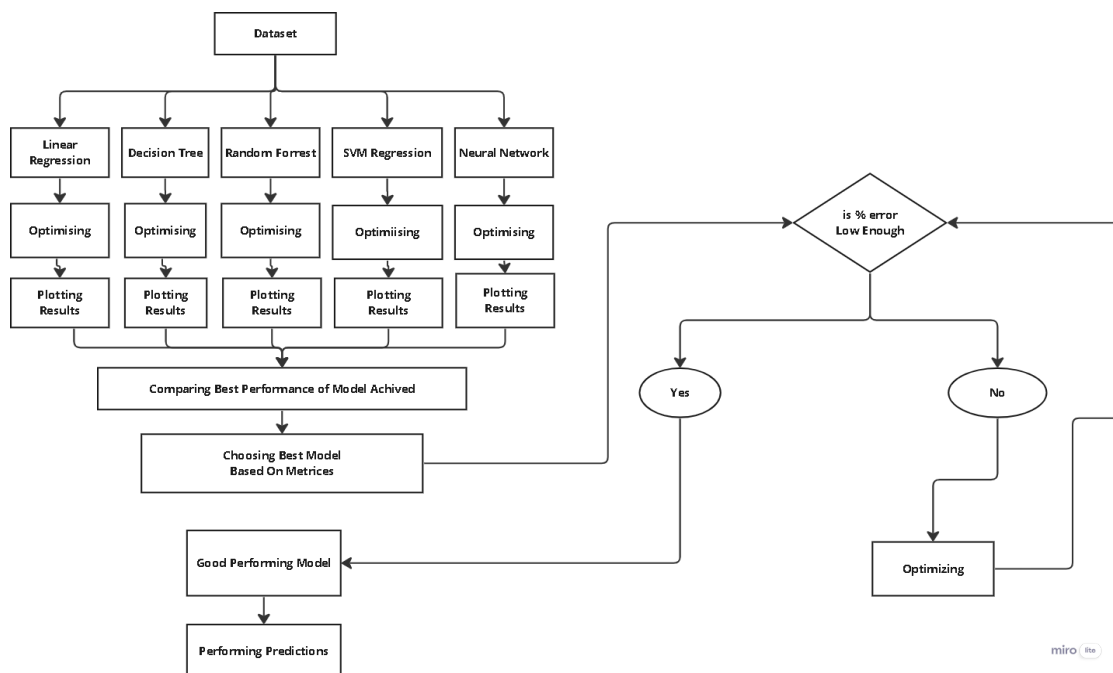 Dataset
Linear
Regression
Decision Tree
Random Forrest
SVM Regression
Neural Network
Optimising
Optimising
Optimising
Optimiising
Optimising
Plotting
Results
Plotting
Results
Plotting
Results
Plotting
Results
Plotting
Results
Comparing Best Performance of Model Achived
Choosing Best Model
Based On Metrices
is % error
Low Enough
Yes
No
Good Performing Model
Optimizing
Performing Predictions
miro lite